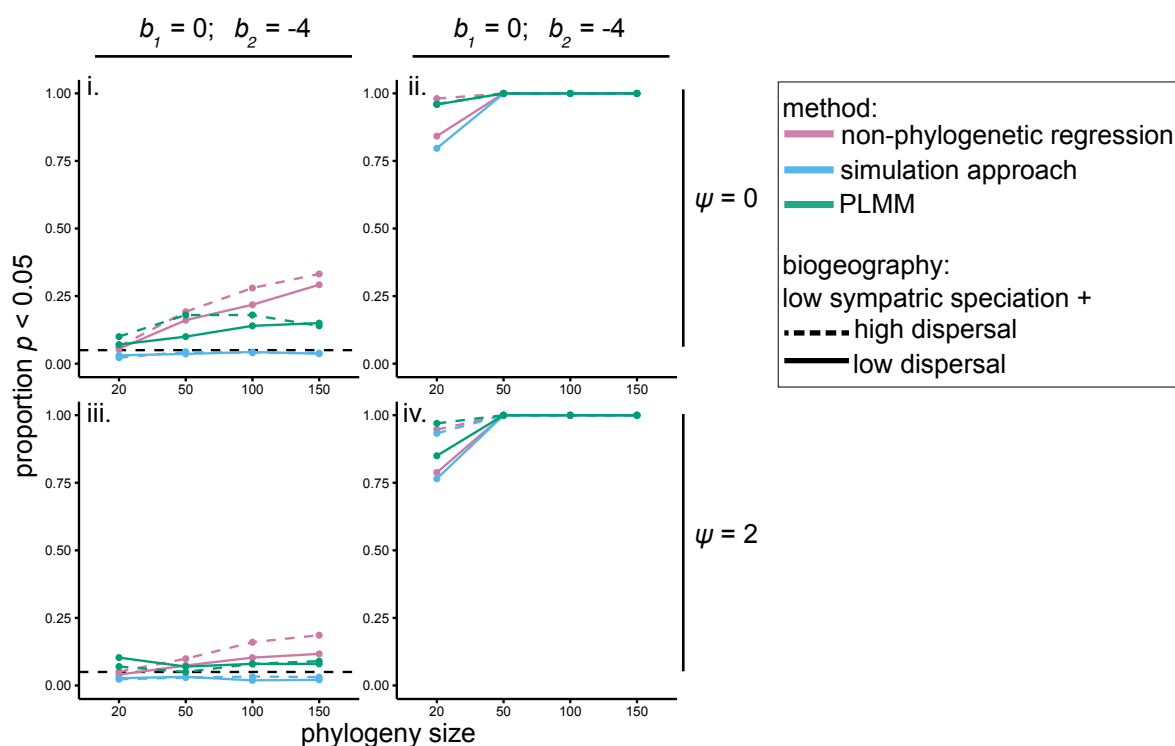 b1 = 0; b2 = -4
b1 = 0; b2 = -4
i.
ii.
1.00
0.75
0.50
0.25
0.00
20 50 100 150
1.00
0.75
0.50
0.25
0.00
20 50 100 150
ψ = 0
iii.
iv.
1.00
0.75
0.50
0.25
0.00
20 50 100 150
1.00
0.75
0.50
0.25
0.00
20 50 100 150
ψ = 2
proportion p < 0.05
phylogeny size
method:
non-phylogenetic regression
simulation approach
PLMM
biogeography:
low sympatric speciation +
high dispersal
low dispersal